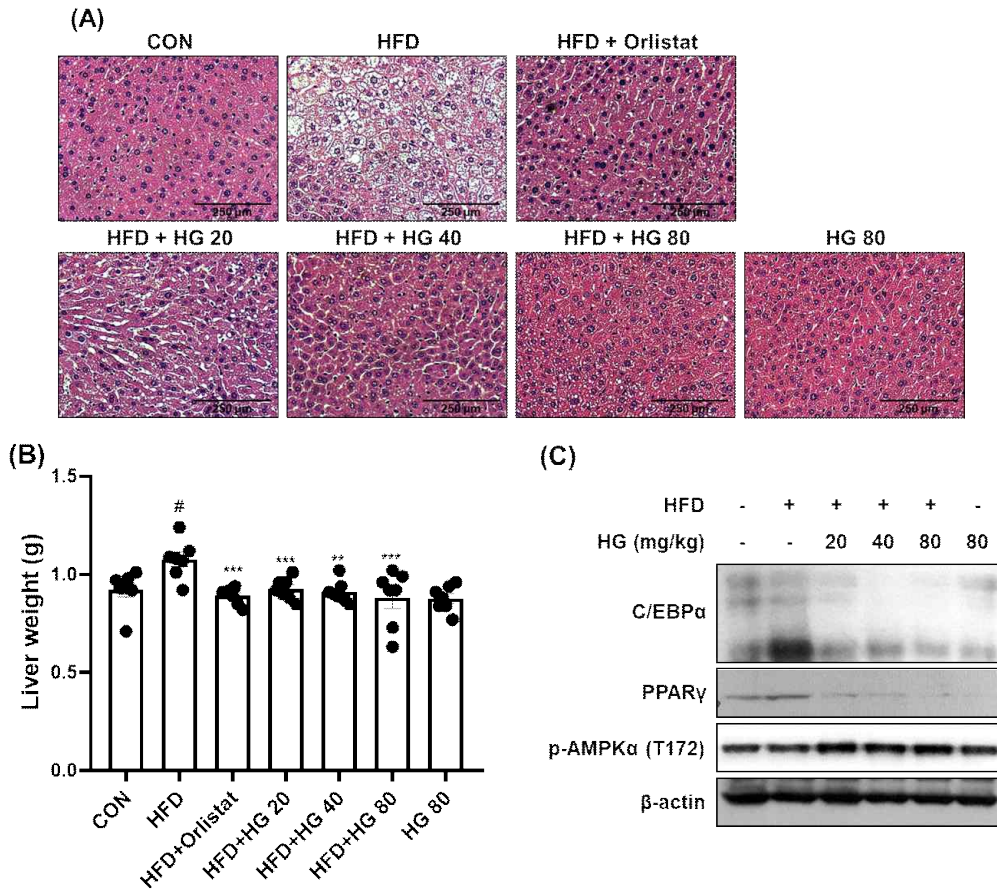 (A)
CON HFD HFD + Orlistat
250 μm 250 μm 250 μm
HFD + HG 20 HFD + HG 40 HFD + HG 80 HG 80
250 μm 250 μm 250 μm 250 μm
(B)
Liver weight (g)
1.5
1.0
0.5
0.0
#
***
***
**
***
CON HFD HFD+Orlistat HFD+HG 20 HFD+HG 40 HFD+HG 80 HG 80
(C)
HFD - + + + + -
HG (mg/kg) - - 20 40 80 80
C/EBPα
PPARγ
p-AMPKα (T172)
β-actin